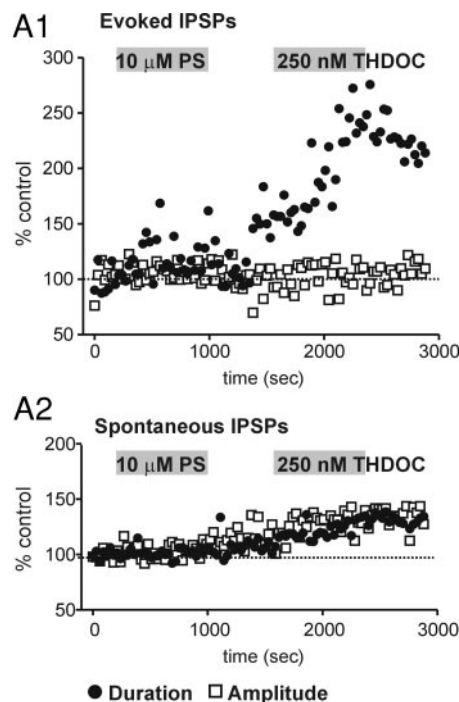 A1
Evoked IPSPs
10 μM PS 250 nM THDOC
300
250
200
150
100
50
% control
0 1000 2000 3000
time (sec)
A2
Spontaneous IPSPs
200
10 μM PS 250 nM THDOC
150
100
50
% control
0 1000 2000 3000
time (sec)
Duration Amplitude